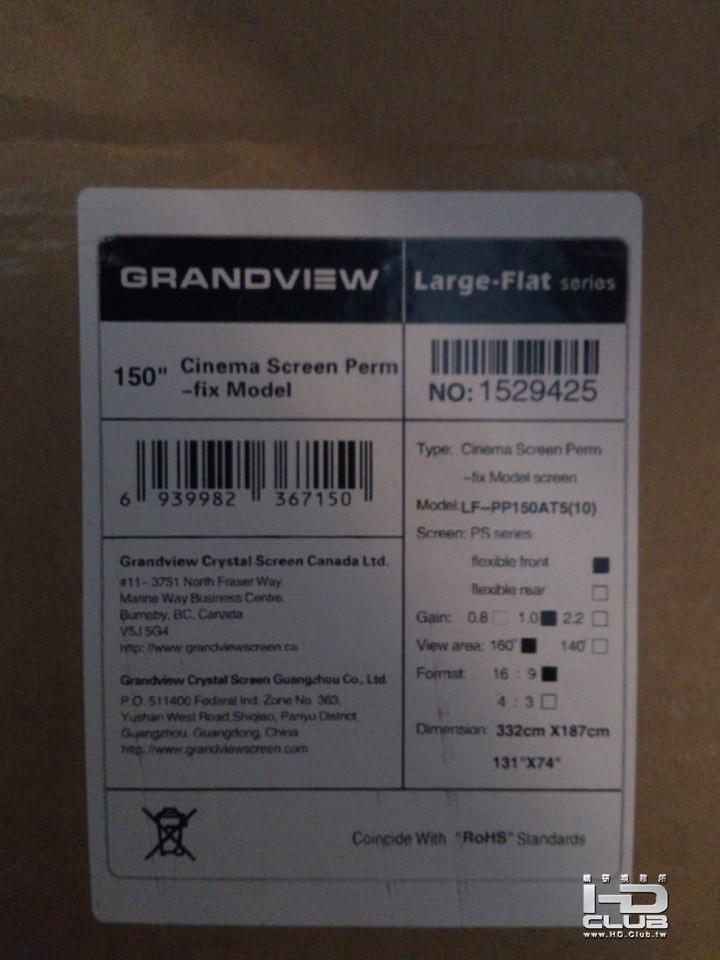 GRANDVIEW
Large-Flat series
150" Cinema Screen Perm
-fix Model
NO: 1529425
6 939982 367150
Type: Cinema Screen Perm
-fix Model screen
Model:LF-PP150AT5(10)
Screen: PS series
flexible front
flexible rear
Gain: 0.8 1.0 2.2
View area: 160° 140°
Format: 16 : 9
4 : 3
Dimension: 332cm X187cm
131"X74"
Grandview Crystal Screen Canada Ltd.
#11- 3751 North Fraser Way.
Marine Way Business Centre,
Burnaby, BC, Canada
V5J 5G4
http://www.grandviewscreen.ca
Grandview Crystal Screen Guangzhou Co., Ltd.
P.O. 511400 Federal Ind. Zone No. 363,
Yushan West Road,Shiqiao, Panyu District,
Guangzhou, Guangdong, China
http://www.grandviewscreen.com
Coincide With "RoHS" Standards
精研視務所
HD
CLUB
www.HD.Club.tw